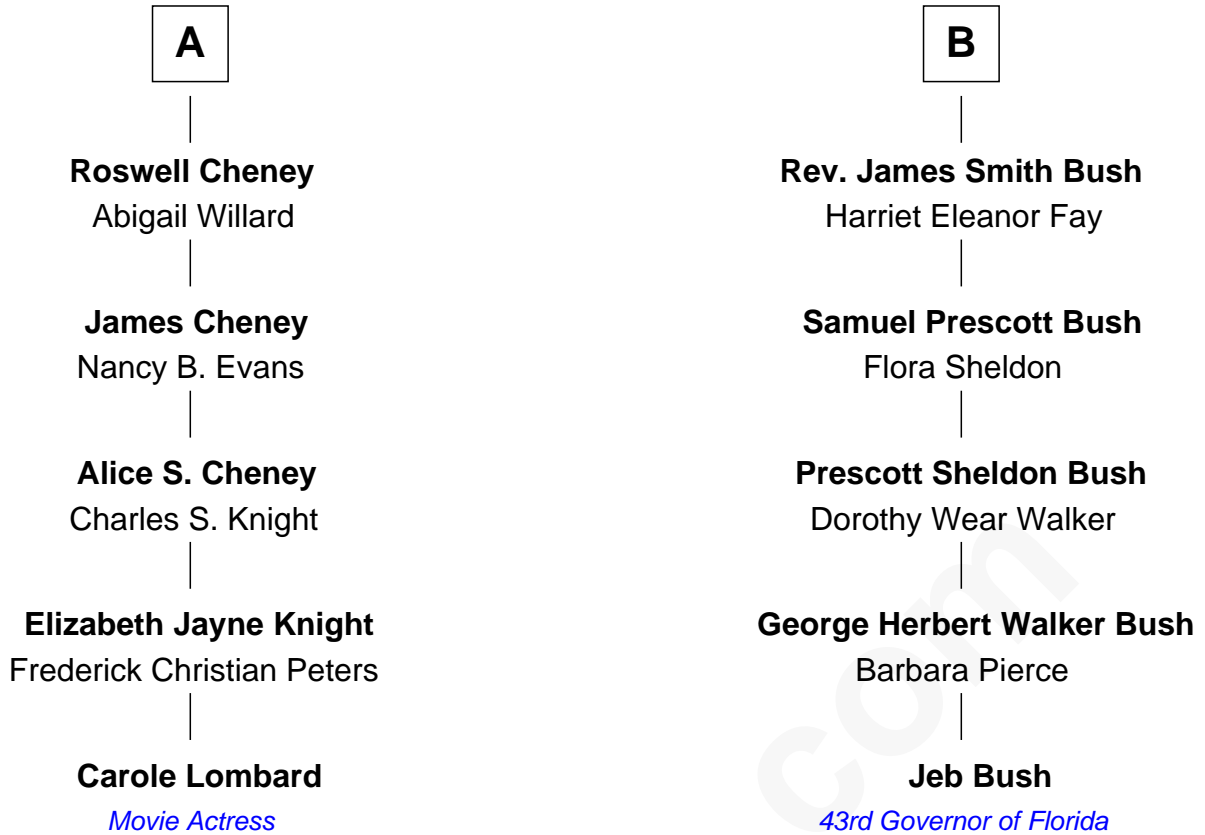 A
Roswell Cheney
Abigail Willard
James Cheney
Nancy B. Evans
Alice S. Cheney
Charles S. Knight
Elizabeth Jayne Knight
Frederick Christian Peters
Carole Lombard
Movie Actress
B
Rev. James Smith Bush
Harriet Eleanor Fay
Samuel Prescott Bush
Flora Sheldon
Prescott Sheldon Bush
Dorothy Wear Walker
George Herbert Walker Bush
Barbara Pierce
Jeb Bush
43rd Governor of Florida
com